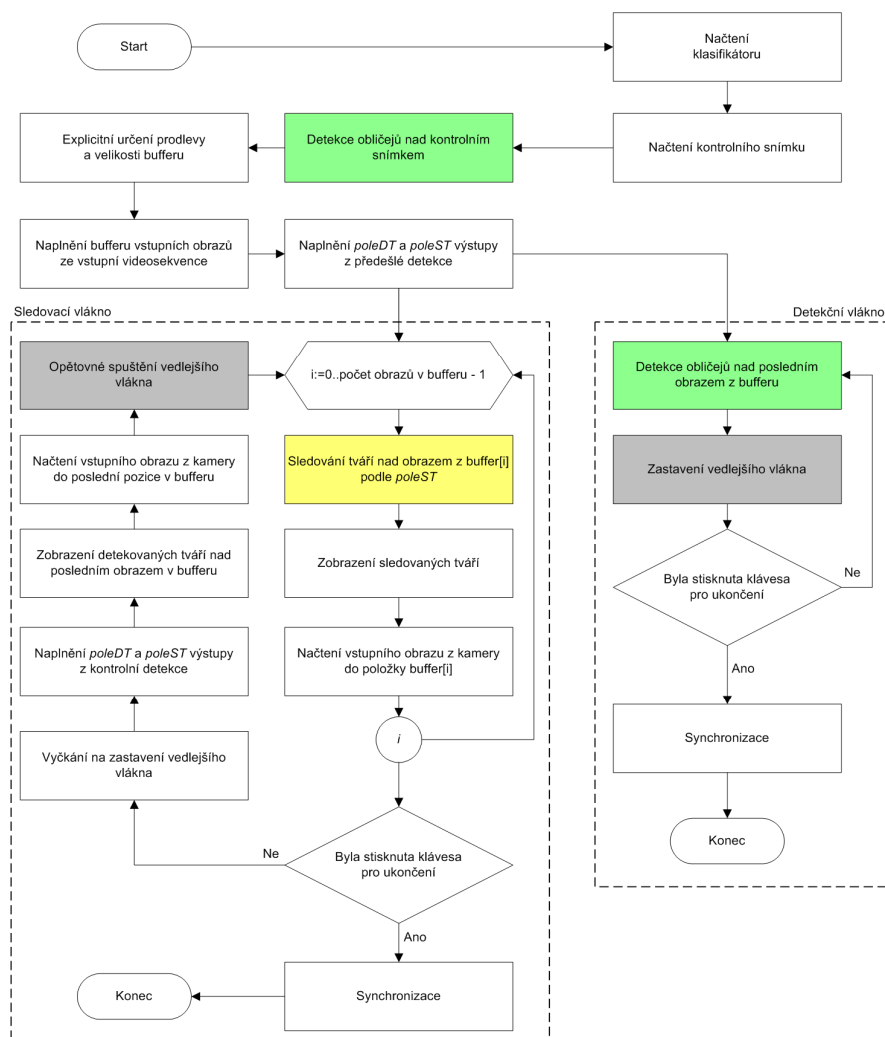 Start
Načtení
klasifikátoru
Načtení kontrolního snímku
Detekce obličejů nad kontrolním
snímkem
Explicitní určení prodlevy
a velikosti bufferu
Naplnění bufferu vstupních obrazů
ze vstupní videosekvence
Naplnění poleDT a poleST výstupy
z předešlé detekce
Sledovací vlákno
i:=0..počet obrazů v bufferu - 1
Sledování tváří nad obrazem z buffer[i]
podle poleST
Zobrazení sledovaných tváří
Načtení vstupního obrazu z kamery
do položky buffer[i]
i
Byla stisknuta klávesa
pro ukončení
Ne
Vyčkání na zastavení vedlejšího
vlákna
Naplnění poleDT a poleST výstupy
z kontrolní detekce
Zobrazení detekovaných tváří nad
posledním obrazem v bufferu
Načtení vstupního obrazu z kamery
do poslední pozice v bufferu
Opětovné spuštění vedlejšího
vlákna
Ano
Synchronizace
Konec
Detekční vlákno
Detekce obličejů nad posledním
obrazem z bufferu
Zastavení vedlejšího vlákna
Byla stisknuta klávesa
pro ukončení
Ne
Ano
Synchronizace
Konec